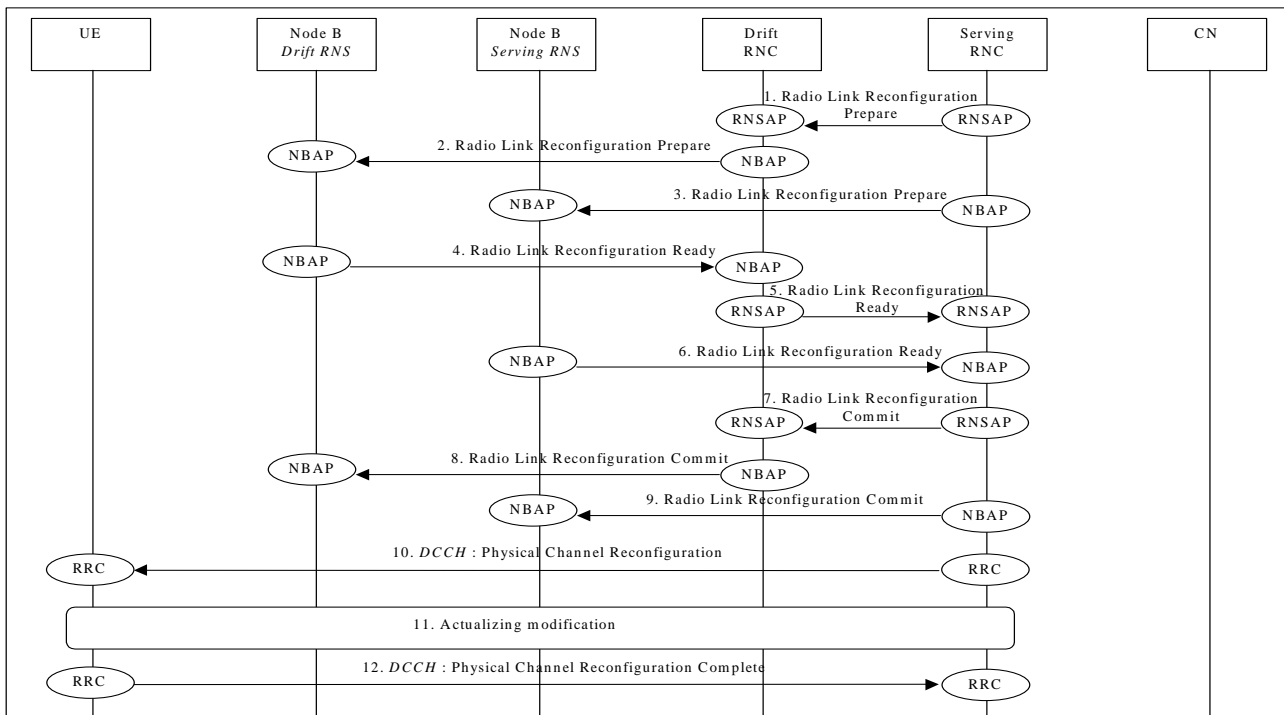 UE
Node B
Drift RNS
Node B
Serving RNS
Drift
RNC
Serving
RNC
CN
1. Radio Link Reconfiguration
Prepare
RNSAP
RNSAP
2. Radio Link Reconfiguration Prepare
NBAP
NBAP
3. Radio Link Reconfiguration Prepare
NBAP
NBAP
4. Radio Link Reconfiguration Ready
NBAP
NBAP
5. Radio Link Reconfiguration
Ready
RNSAP
RNSAP
6. Radio Link Reconfiguration Ready
NBAP
NBAP
7. Radio Link Reconfiguration
Commit
RNSAP
RNSAP
8. Radio Link Reconfiguration Commit
NBAP
NBAP
9. Radio Link Reconfiguration Commit
NBAP
NBAP
10. DCCH : Physical Channel Reconfiguration
RRC
RRC
11. Actualizing modification
12. DCCH : Physical Channel Reconfiguration Complete
RRC
RRC